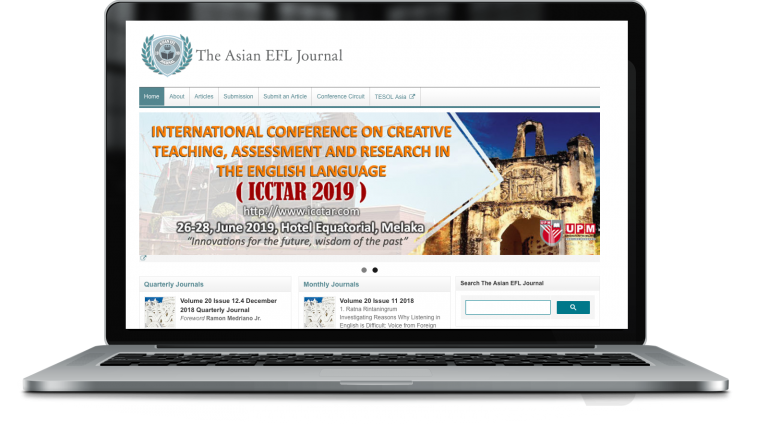 The Asian EFL Journal
Home About Articles Submission Submit an Article Conference Circuit TESOL Asia
INTERNATIONAL CONFERENCE ON CREATIVE
TEACHING, ASSESSMENT AND RESEARCH IN
THE ENGLISH LANGUAGE
( ICCTAR 2019 )
http://www.icctar.com
26-28, June 2019, Hotel Equatorial, Melaka
"Innovations for the future, wisdom of the past"
UPM
Quarterly Journals
Volume 20 Issue 12.4 December
2018 Quarterly Journal
Foreword Ramon Medriano Jr.
Monthly Journals
Volume 20 Issue 11 2018
1. Ratna Rintaningrum
Investigating Reasons Why Listening in
English is Difficult: Voice from Foreign
Search The Asian EFL Journal